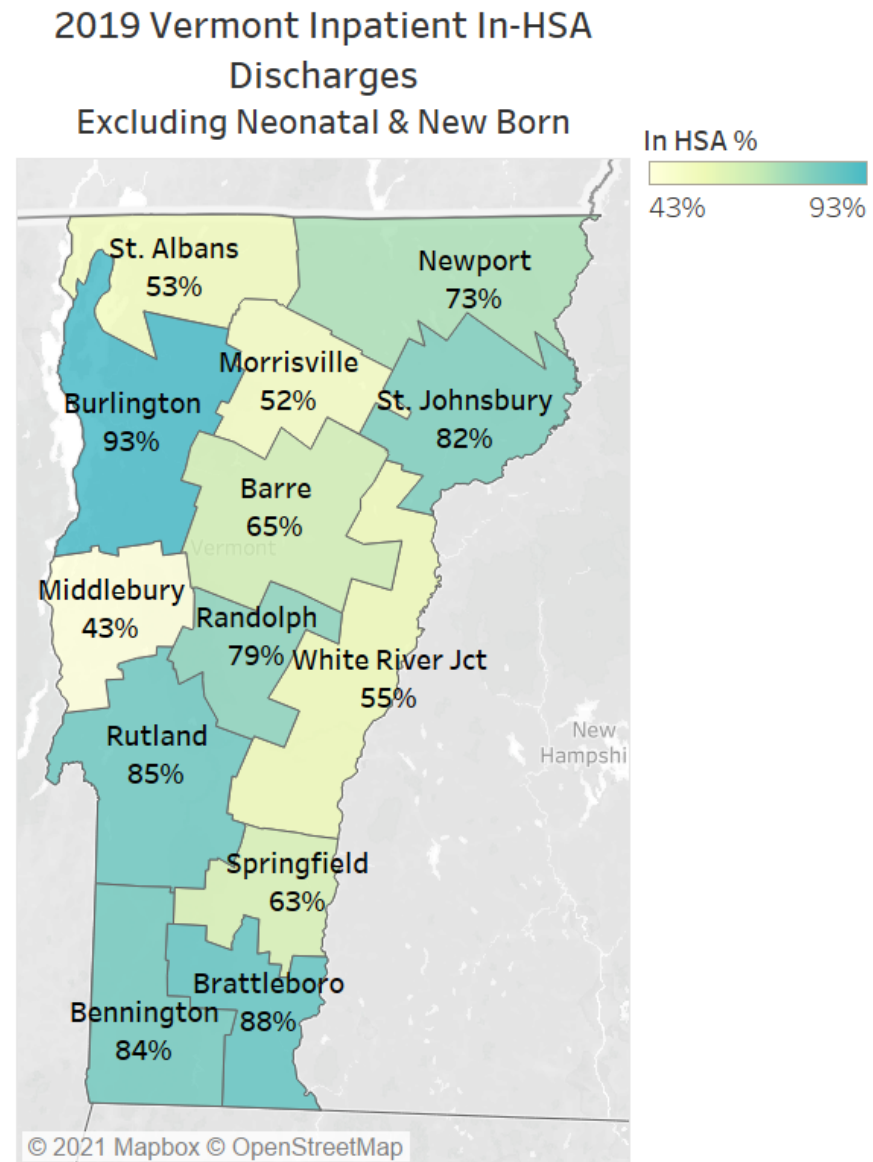 2019 Vermont Inpatient In-HSA
Discharges
Excluding Neonatal & New Born
In HSA %
43%
93%
St. Albans
53%
Newport
73%
Morrisville
52%
Burlington
93%
St. Johnsbury
82%
Barre
65%
Vermont
Middlebury
43%
Randolph
79%
White River Jct
55%
Rutland
85%
New
Hampshi
Springfield
63%
Brattleboro
88%
Bennington
84%
© 2021 Mapbox © OpenStreetMap